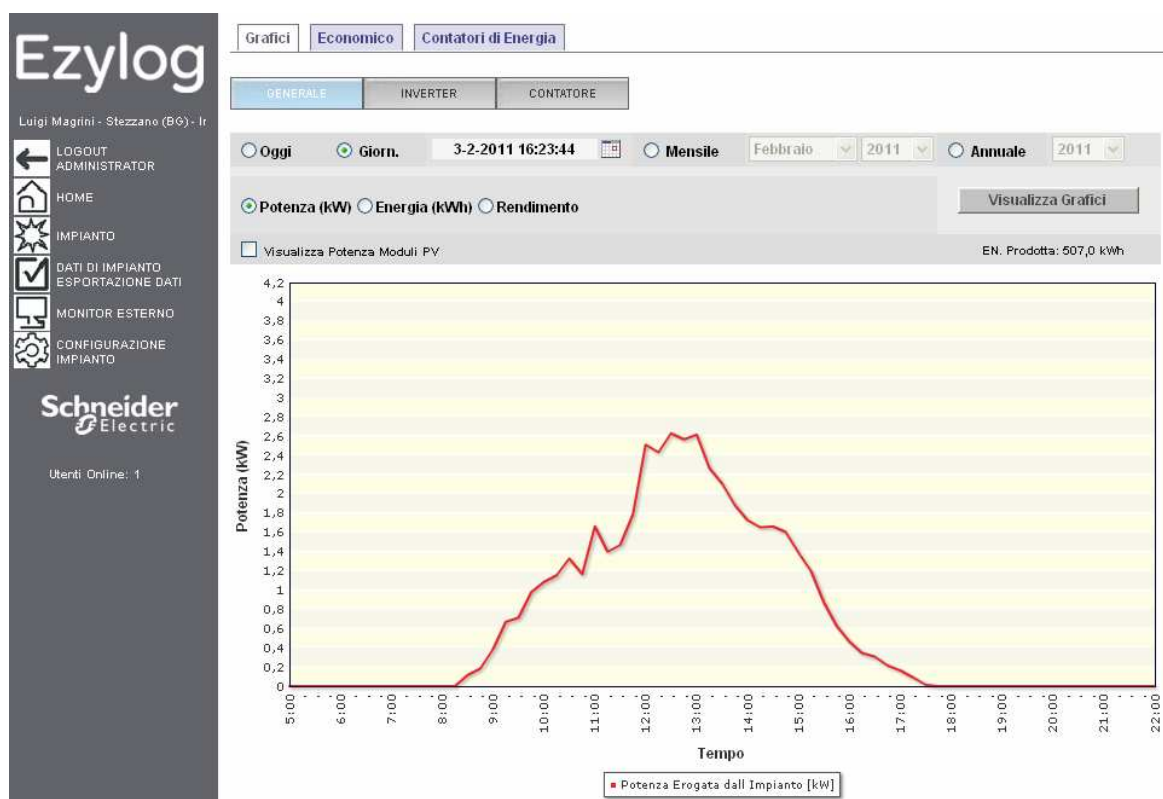 Ezylog
Luigi Magrini - Stezzano (BG) - Ir
LOGOUT
ADMINISTRATOR
HOME
IMPIANTO
DATI DI IMPIANTO
ESPORTAZIONE DATI
MONITOR ESTERNO
CONFIGURAZIONE
IMPIANTO
Schneider
Electric
Utenti Online: 1
Grafici Economico Contatori di Energia
GENERALE INVERTER CONTATORE
Oggi Giorn. 3-2-2011 16:23:44 Mensile Febbraio 2011 Annuale 2011
Potenza (kW) Energia (kWh) Rendimento Visualizza Grafici
Visualizza Potenza Moduli PV EN. Prodotta: 507,0 kWh
4,2
4
3,8
3,6
3,4
3,2
3
2,8
2,6
2,4
2,2
2
1,8
1,6
1,4
1,2
1
0,8
0,6
0,4
0,2
0
Potenza (kW)
5:00 6:00 7:00 8:00 9:00 10:00 11:00 12:00 13:00 14:00 15:00 16:00 17:00 18:00 19:00 20:00 21:00 22:00
Tempo
Potenza Erogata dall Impianto [kW]